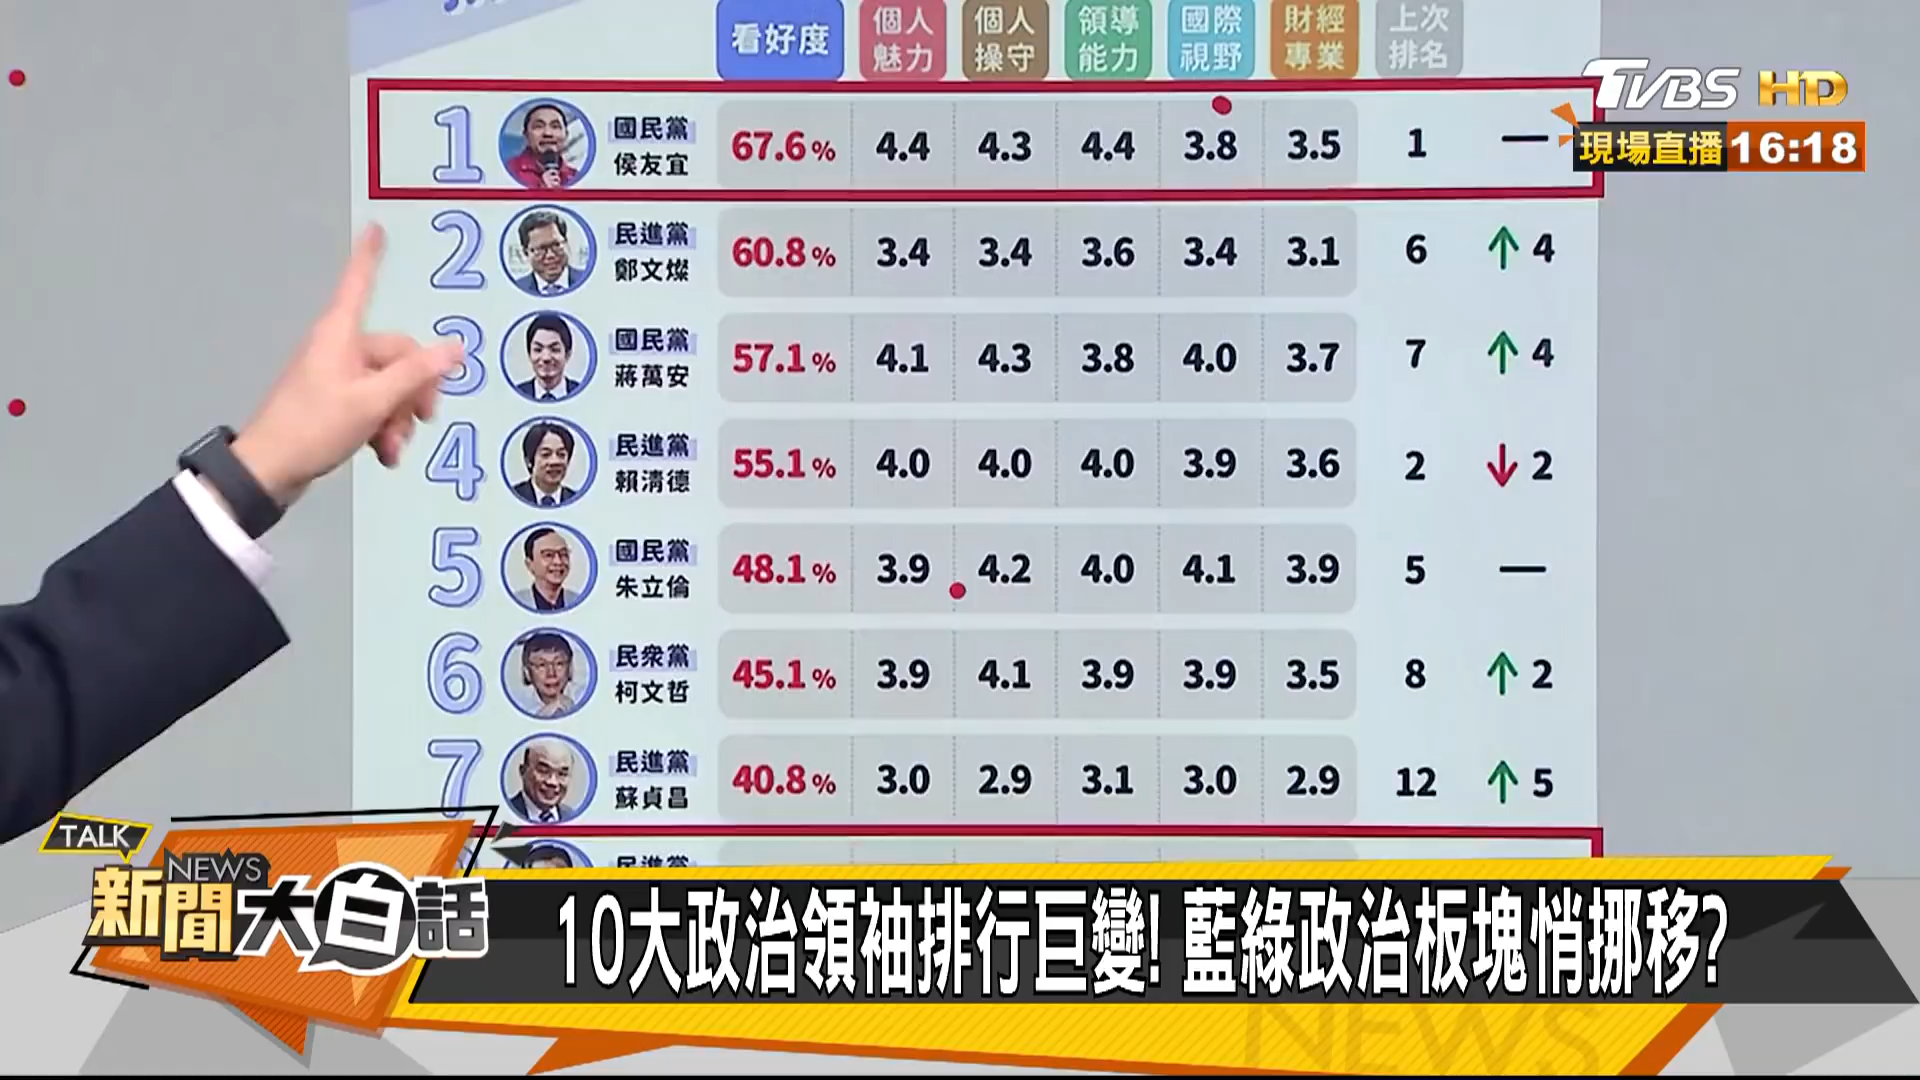 看好度 個人魅力 個人操守 領導能力 國際視野 財經專業 上次排名
TVBS HD
現場直播 16:18
1 國民黨 侯友宜 67.6% 4.4 4.3 4.4 3.8 3.5 1 —
2 民進黨 鄭文燦 60.8% 3.4 3.4 3.6 3.4 3.1 6 ↑ 4
3 國民黨 蔣萬安 57.1% 4.1 4.3 3.8 4.0 3.7 7 ↑ 4
4 民進黨 賴清德 55.1% 4.0 4.0 4.0 3.9 3.6 2 ↓ 2
5 國民黨 朱立倫 48.1% 3.9 4.2 4.0 4.1 3.9 5 —
6 民眾黨 柯文哲 45.1% 3.9 4.1 3.9 3.9 3.5 8 ↑ 2
7 民進黨 蘇貞昌 40.8% 3.0 2.9 3.1 3.0 2.9 12 ↑ 5
民進黨
TALK
NEWS
新聞大白話
10大政治領袖排行巨變! 藍綠政治板塊悄挪移?
NEWS